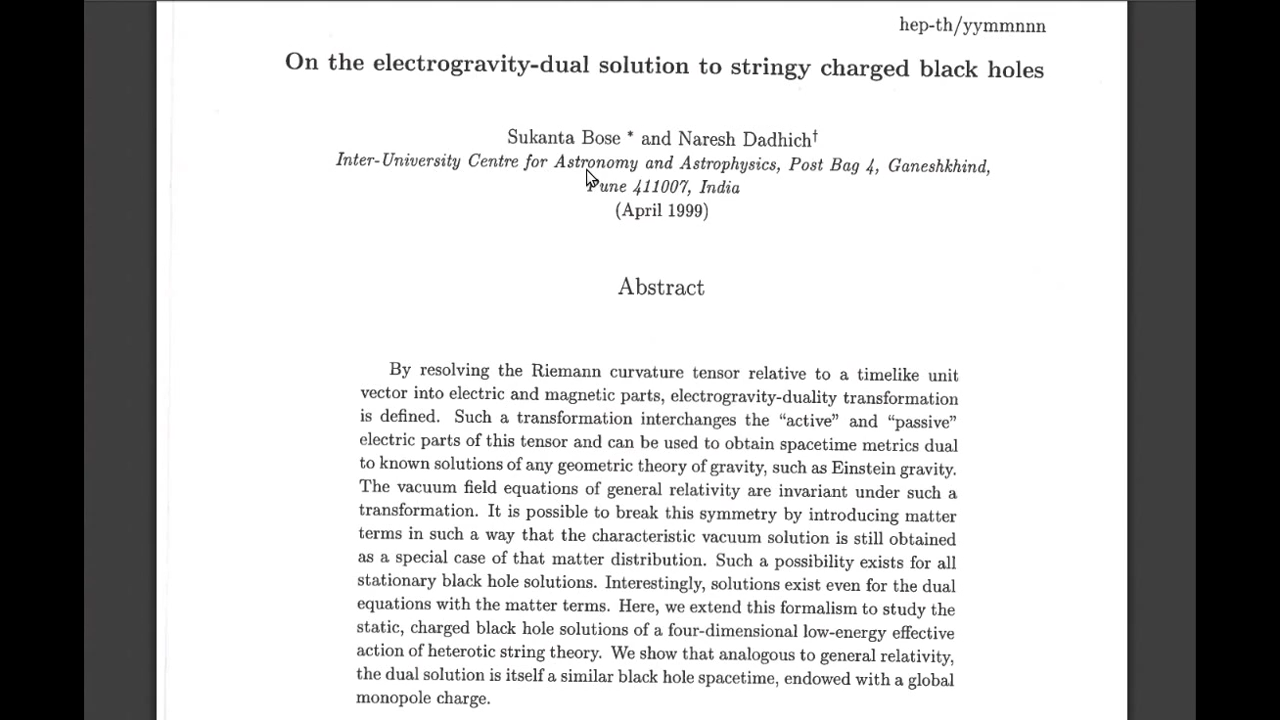 hep-th/yymmnnn
On the electrogravity-dual solution to stringy charged black holes
Sukanta Bose * and Naresh Dadhich†
Inter-University Centre for Astronomy and Astrophysics, Post Bag 4, Ganeshkhind,
Pune 411007, India
(April 1999)
Abstract
By resolving the Riemann curvature tensor relative to a timelike unit
vector into electric and magnetic parts, electrogravity-duality transformation
is defined. Such a transformation interchanges the “active” and “passive”
electric parts of this tensor and can be used to obtain spacetime metrics dual
to known solutions of any geometric theory of gravity, such as Einstein gravity.
The vacuum field equations of general relativity are invariant under such a
transformation. It is possible to break this symmetry by introducing matter
terms in such a way that the characteristic vacuum solution is still obtained
as a special case of that matter distribution. Such a possibility exists for all
stationary black hole solutions. Interestingly, solutions exist even for the dual
equations with the matter terms. Here, we extend this formalism to study the
static, charged black hole solutions of a four-dimensional low-energy effective
action of heterotic string theory. We show that analogous to general relativity,
the dual solution is itself a similar black hole spacetime, endowed with a global
monopole charge.